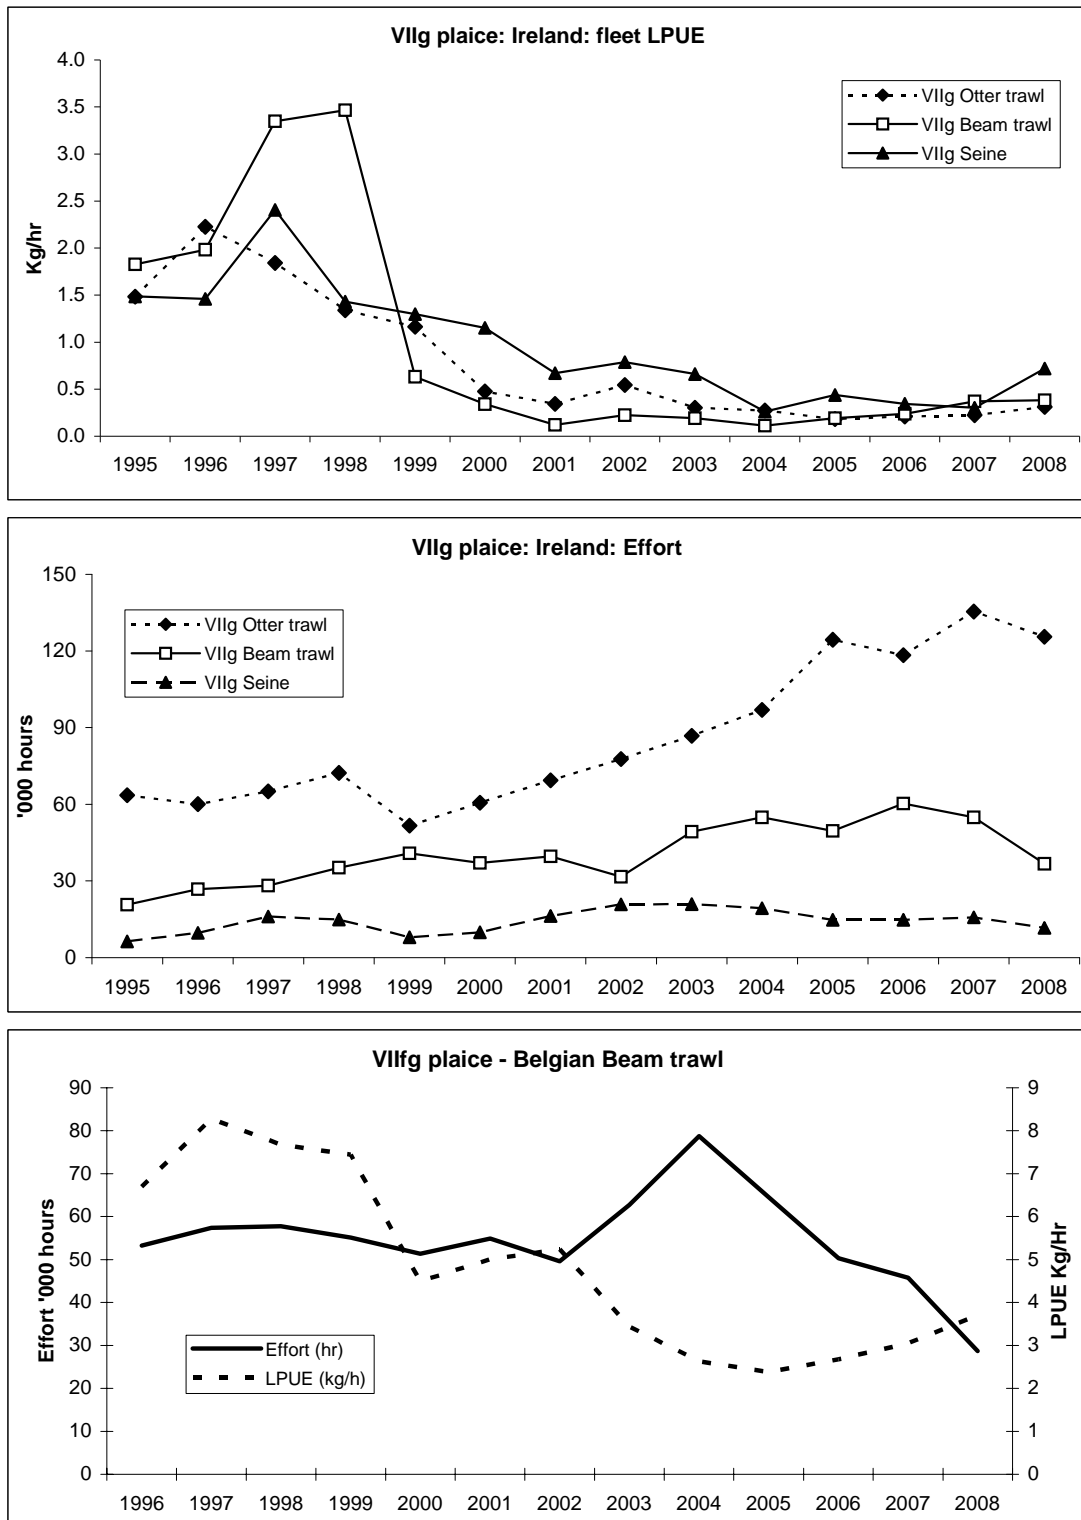 VIIg plaice: Ireland: fleet LPUE
4.0
3.5
3.0
2.5
2.0
1.5
1.0
0.5
0.0
Kg/hr
VIIg Otter trawl
VIIg Beam trawl
VIIg Seine
1995 1996 1997 1998 1999 2000 2001 2002 2003 2004 2005 2006 2007 2008
VIIg plaice: Ireland: Effort
150
120
90
60
30
0
'000 hours
VIIg Otter trawl
VIIg Beam trawl
VIIg Seine
1995 1996 1997 1998 1999 2000 2001 2002 2003 2004 2005 2006 2007 2008
VIIfg plaice - Belgian Beam trawl
90
80
70
60
50
40
30
20
10
0
Effort '000 hours
Effort (hr)
LPUE (kg/h)
9
8
7
6
5
4
3
2
1
0
LPUE Kg/Hr
1996 1997 1998 1999 2000 2001 2002 2003 2004 2005 2006 2007 2008